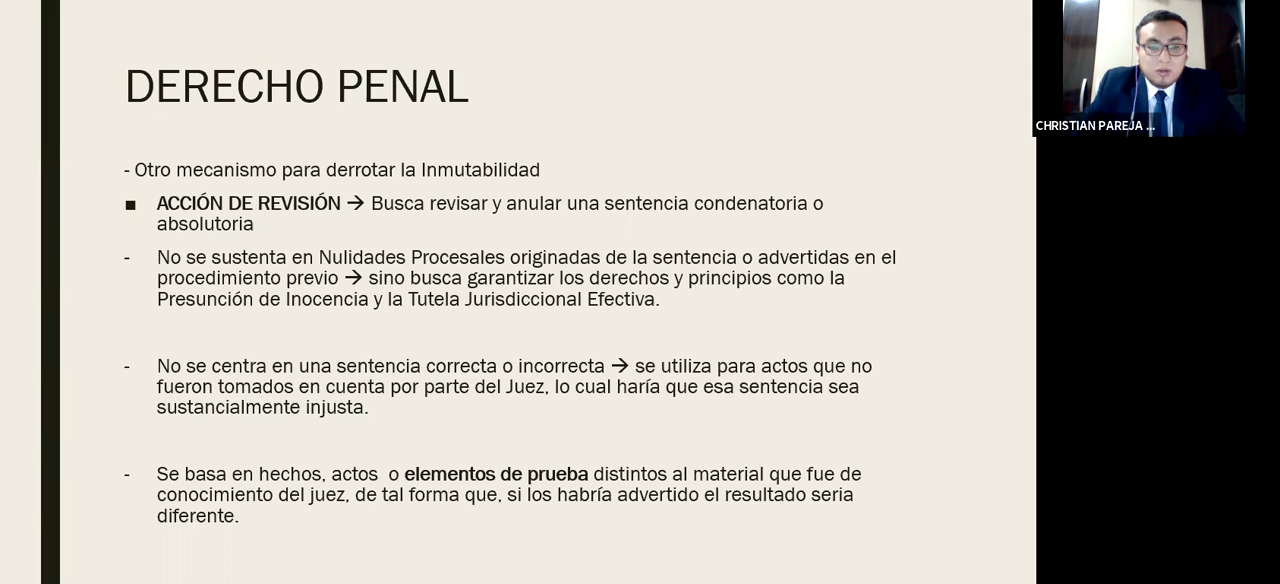 DERECHO PENAL
- Otro mecanismo para derrotar la Inmutabilidad
■ ACCIÓN DE REVISIÓN → Busca revisar y anular una sentencia condenatoria o
absolutoria
- No se sustenta en Nulidades Procesales originadas de la sentencia o advertidas en el
procedimiento previo → sino busca garantizar los derechos y principios como la
Presunción de Inocencia y la Tutela Jurisdiccional Efectiva.
- No se centra en una sentencia correcta o incorrecta → se utiliza para actos que no
fueron tomados en cuenta por parte del Juez, lo cual haría que esa sentencia sea
sustancialmente injusta.
- Se basa en hechos, actos  o elementos de prueba distintos al material que fue de
conocimiento del juez, de tal forma que, si los habría advertido el resultado seria
diferente.
CHRISTIAN PAREJA ...